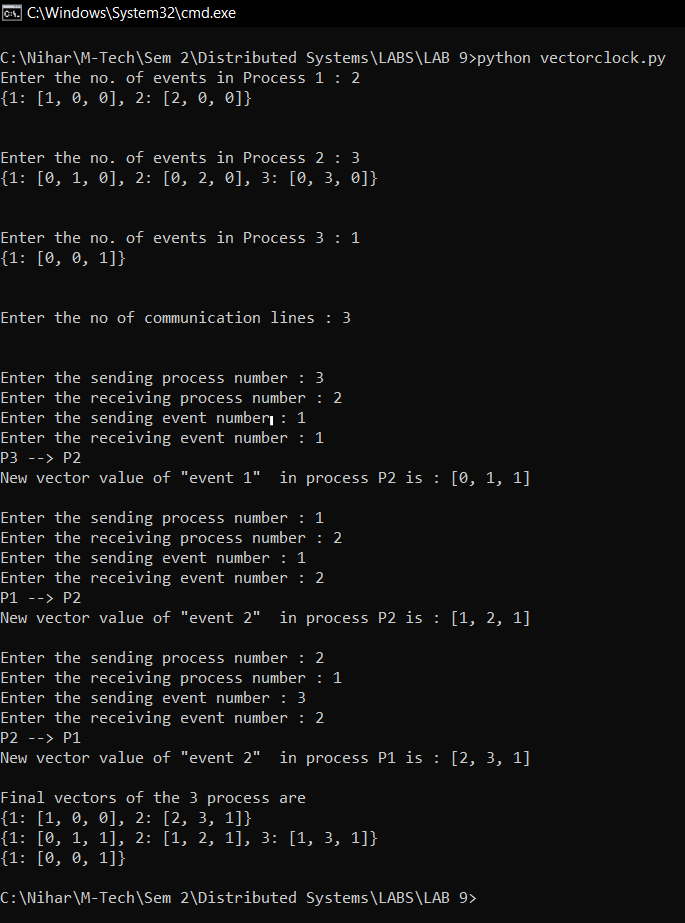 C:\Windows\System32\cmd.exe
C:\Nihar\M-Tech\Sem 2\Distributed Systems\LABS\LAB 9>python vectorclock.py
Enter the no. of events in Process 1 : 2
{1: [1, 0, 0], 2: [2, 0, 0]}
Enter the no. of events in Process 2 : 3
{1: [0, 1, 0], 2: [0, 2, 0], 3: [0, 3, 0]}
Enter the no. of events in Process 3 : 1
{1: [0, 0, 1]}
Enter the no of communication lines : 3
Enter the sending process number : 3
Enter the receiving process number : 2
Enter the sending event number : 1
Enter the receiving event number : 1
P3 --> P2
New vector value of "event 1"  in process P2 is : [0, 1, 1]
Enter the sending process number : 1
Enter the receiving process number : 2
Enter the sending event number : 1
Enter the receiving event number : 2
P1 --> P2
New vector value of "event 2"  in process P2 is : [1, 2, 1]
Enter the sending process number : 2
Enter the receiving process number : 1
Enter the sending event number : 3
Enter the receiving event number : 2
P2 --> P1
New vector value of "event 2"  in process P1 is : [2, 3, 1]
Final vectors of the 3 process are
{1: [1, 0, 0], 2: [2, 3, 1]}
{1: [0, 1, 1], 2: [1, 2, 1], 3: [1, 3, 1]}
{1: [0, 0, 1]}
C:\Nihar\M-Tech\Sem 2\Distributed Systems\LABS\LAB 9>